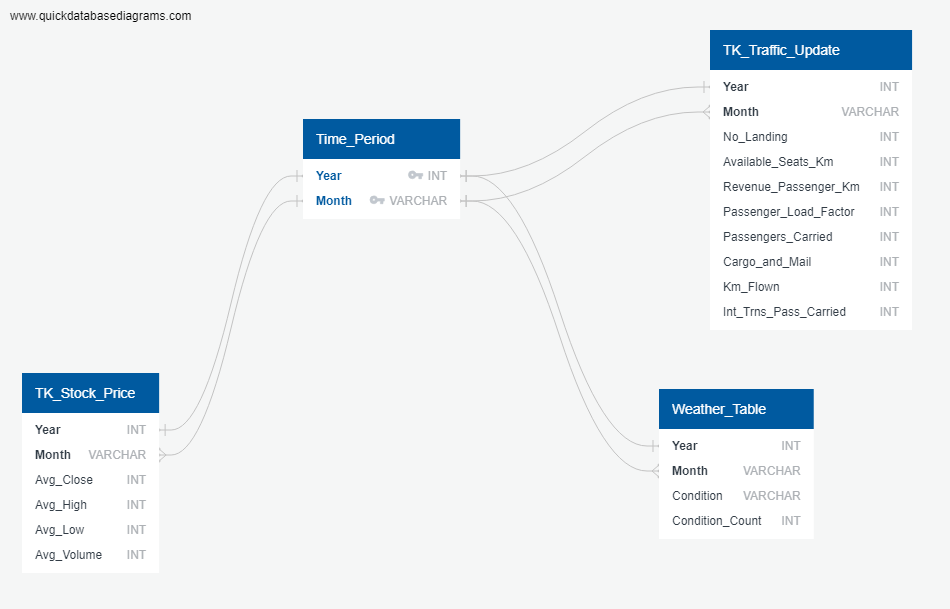 www.quickdatabasediagrams.com
TK_Traffic_Update
Year INT
Month VARCHAR
No_Landing INT
Available_Seats_Km INT
Revenue_Passenger_Km INT
Passenger_Load_Factor INT
Passengers_Carried INT
Cargo_and_Mail INT
Km_Flown INT
Int_Trns_Pass_Carried INT
Time_Period
Year INT
Month VARCHAR
TK_Stock_Price
Year INT
Month VARCHAR
Avg_Close INT
Avg_High INT
Avg_Low INT
Avg_Volume INT
Weather_Table
Year INT
Month VARCHAR
Condition VARCHAR
Condition_Count INT